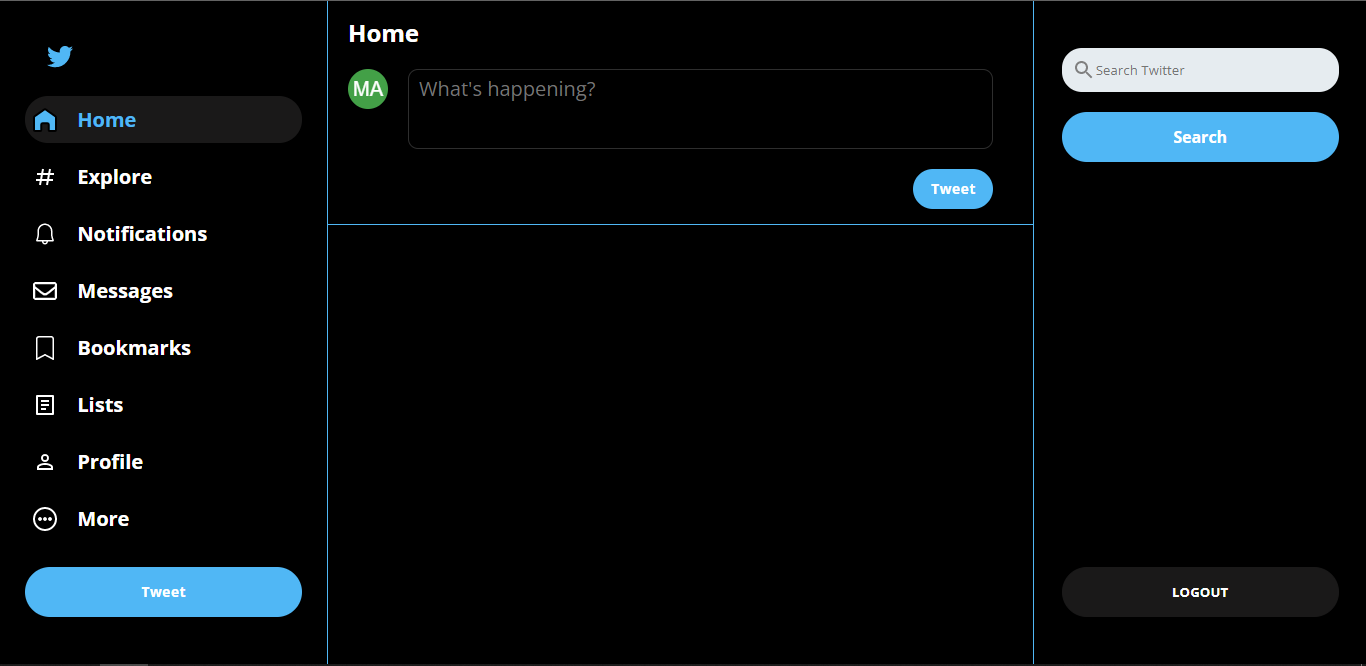 Home
Explore
Notifications
Messages
Bookmarks
Lists
Profile
More
Tweet
Home
MA
What's happening?
Tweet
Search Twitter
Search
LOGOUT